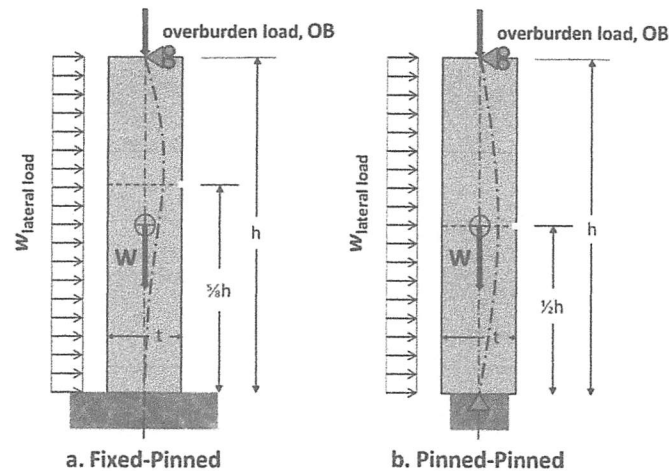 overburden load, OB
w lateral load
W
t
⅝h
h
a. Fixed-Pinned
overburden load, OB
w lateral load
W
t
½h
h
b. Pinned-Pinned